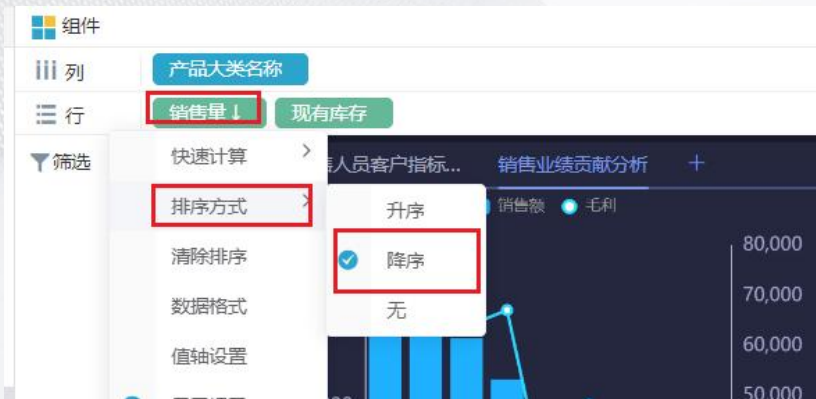 组件
列 产品大类名称
行 销售量↓ 现有库存
筛选
快速计算
排序方式
清除排序
数据格式
值轴设置
升序
降序
无
人员客户指标... 销售业绩贡献分析 +
销售额 毛利
80,000
70,000
60,000
50,000